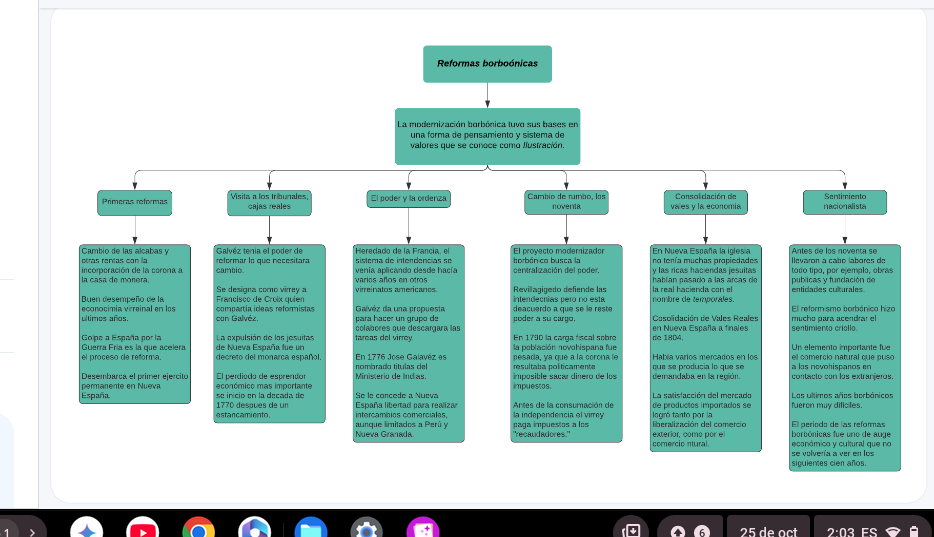 Reformas borboónicas
La modernización borbónica tuvo sus bases en
una forma de pensamiento y sistema de
valores que se conoce como Ilustración.
Primeras reformas
Visita a los tribunales,
cajas reales
El poder y la ordenza
Cambio de rumbo, los
noventa
Consolidación de
vales y la economía
Sentimiento
nacionalista
Cambio de las alcabas y
otras rentas con la
incorporación de la corona a
la casa de monera.
Buen desempeño de la
econocimia virreinal en los
ultimos años.
Golpo a España por la
Guerra Fria es la que acelera
el proceso de reforma.
Desembarca el primer ejercito
permanente en Nueva
España.
Galvéz tenia el poder de
reformar lo que necesitara
cambio.
Se designa como virrey a
Francisco de Croix quien
compartía ideas reformistas
con Galvéz.
La expulsión de los jesuitas
de Nueva España fue un
decreto del monarca español.
El perdíodo de esprendor
económico mas importante
se inicio en la decada de
1770 despues de un
estancamiento.
Heredado de la Francia, el
sistema de intendencias se
venía aplicando desde hacía
varios años en otros
virreinatos americanos.
Galvéz da una propuesta
para hacer un grupo de
colabores que descargara las
tareas del virrey.
En 1776 Jose Galavéz es
nombrado titulas del
Ministerio de Indias.
Se le concede a Nueva
España libertad para realizar
intercambios comerciales,
aunque limitados a Perú y
Nueva Granada.
El proyecto modernizador
borbónico busca la
centralización del poder.
Revillagigedo defiende las
intendecnias pero no esta
deacuerdo a que se le reste
poder a su cargo.
En 1790 la carga fiscal sobre
la población novohispana fue
pesada, ya que a la corona le
resultaba políticamente
imposible sacar dinero de los
impuestos.
Antes de la consumación de
la independencia el virrey
paga impuestos a los
"recaudadores."
En Nueva España la iglesia
no tenía muchas propiedades
y las ricas haciendas jesuitas
habían pasado a las arcas de
la real hacienda con el
nombre de temporales.
Cosolidación de Vales Reales
en Nueva España a finales
de 1804.
Habia varios mercados en los
que se producia lo que se
demandaba en la región.
La satisfacción del mercado
de productos importados se
logró tanto por la
liberalización del comercio
exterior, como por el
comercio ntural.
Antes de los noventa se
llevaron a cabo labores de
todo tipo, por ejemplo, obras
publicas y fundación de
entidades culturales.
El reformismo borbónico hizo
mucho para acendrar el
sentimiento criollo.
Un elemento importante fue
el comercio natural que puso
a los novohispanos en
contacto con los extranjeros.
Los ultimos años borbónicos
fueron muy dificiles.
El periodo de las reformas
borbónicas fue uno de auge
económico y cultural que no
se volvería a ver en los
siguientes cien años.
1
6
25 de oct
2:03 ES